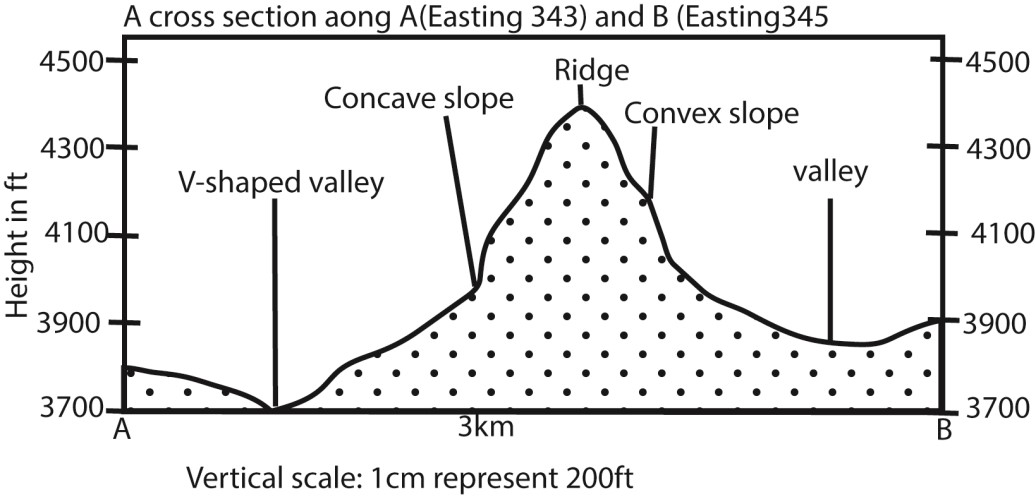 A cross section aong A(Easting 343) and B (Easting345
4500
4500
Ridge
Concave slope
Convex slope
4300
4300
V-shaped valley
valley
Height in ft
4100
4100
3900
3900
3700
3700
A
3km
B
Vertical scale: 1cm represent 200ft